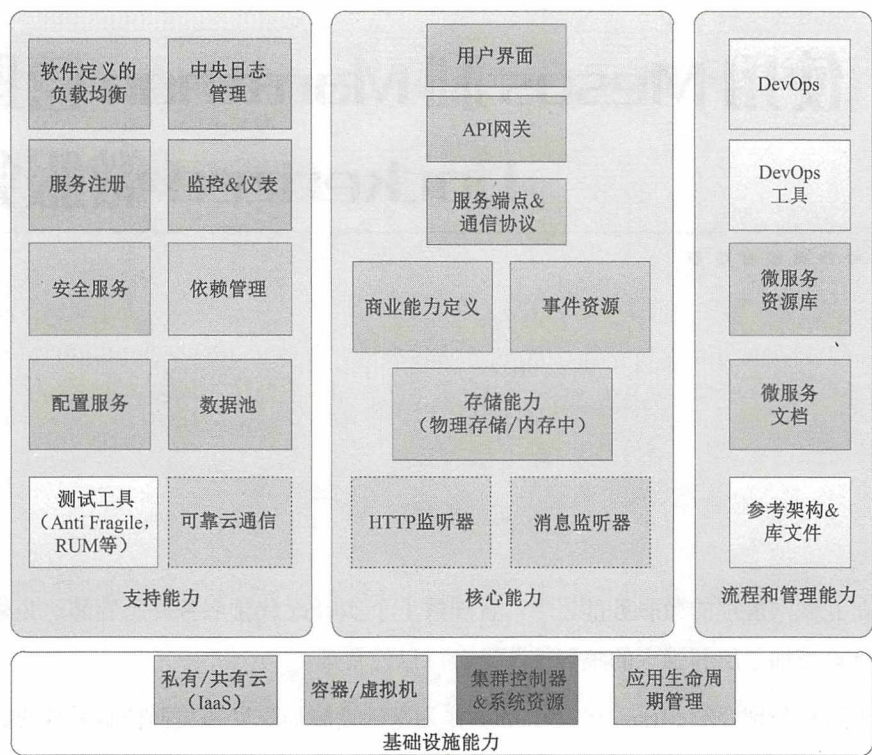 软件定义的
负载均衡
中央日志
管理
服务注册
监控&仪表
安全服务
依赖管理
配置服务
数据池
测试工具
（Anti Fragile,
RUM等）
可靠云通信
支持能力
用户界面
API网关
服务端点&
通信协议
商业能力定义
事件资源
存储能力
（物理存储/内存中）
HTTP监听器
消息监听器
核心能力
DevOps
DevOps
工具
微服务
资源库
微服务
文档
参考架构&
库文件
流程和管理能力
私有/共有云
（IaaS）
容器/虚拟机
集群控制器
&系统资源
应用生命周
期管理
基础设施能力